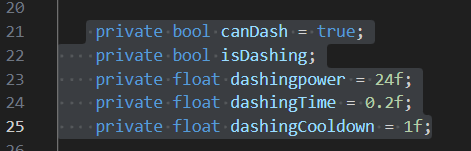 20
21 private bool canDash = true;
22 private bool isDashing;
23 private float dashingpower = 24f;
24 private float dashingTime = 0.2f;
25 private float dashingCooldown = 1f;